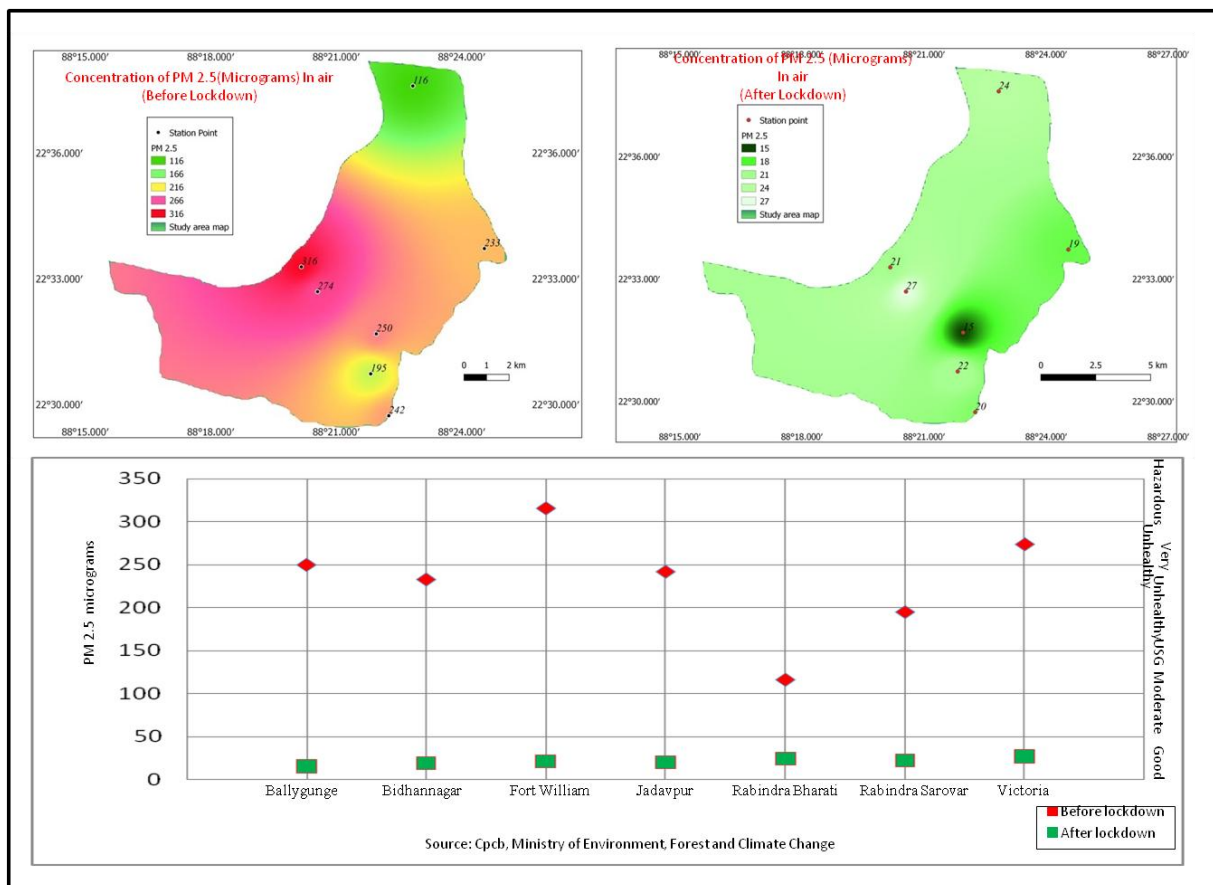 88°15.000' 88°18.000' 88°21.000' 88°24.000'
Concentration of PM 2.5(Micrograms) In air
(Before Lockdown)
116
Station Point
PM 2.5
116
166
216
266
316
Study area map
22°36.000' 22°36.000'
233
316
22°33.000' 22°33.000'
274
250
195
0 1 2 km
22°30.000' 22°30.000'
242
88°15.000' 88°18.000' 88°21.000' 88°24.000'
88°15.000' 88°18.000' 88°21.000' 88°24.000' 88°27.000'
Concentration of PM 2.5 (Micrograms)
In air
(After Lockdown)
24
Station point
PM 2.5
15
18
21
24
27
Study area map
22°36.000' 22°36.000'
19
21
22°33.000' 22°33.000'
27
15
22
0 2.5 5 km
22°30.000' 22°30.000'
20
88°15.000' 88°18.000' 88°21.000' 88°24.000' 88°27.000'
PM 2.5 micrograms
350
300
250
200
150
100
50
0
Hazardous
Very Unhealthy
Unhealthy
USG
Moderate
Good
Ballygunge Bidhannagar Fort William Jadavpur Rabindra Bharati Rabindra Sarovar Victoria
Before lockdown
After lockdown
Source: Cpcb, Ministry of Environment, Forest and Climate Change